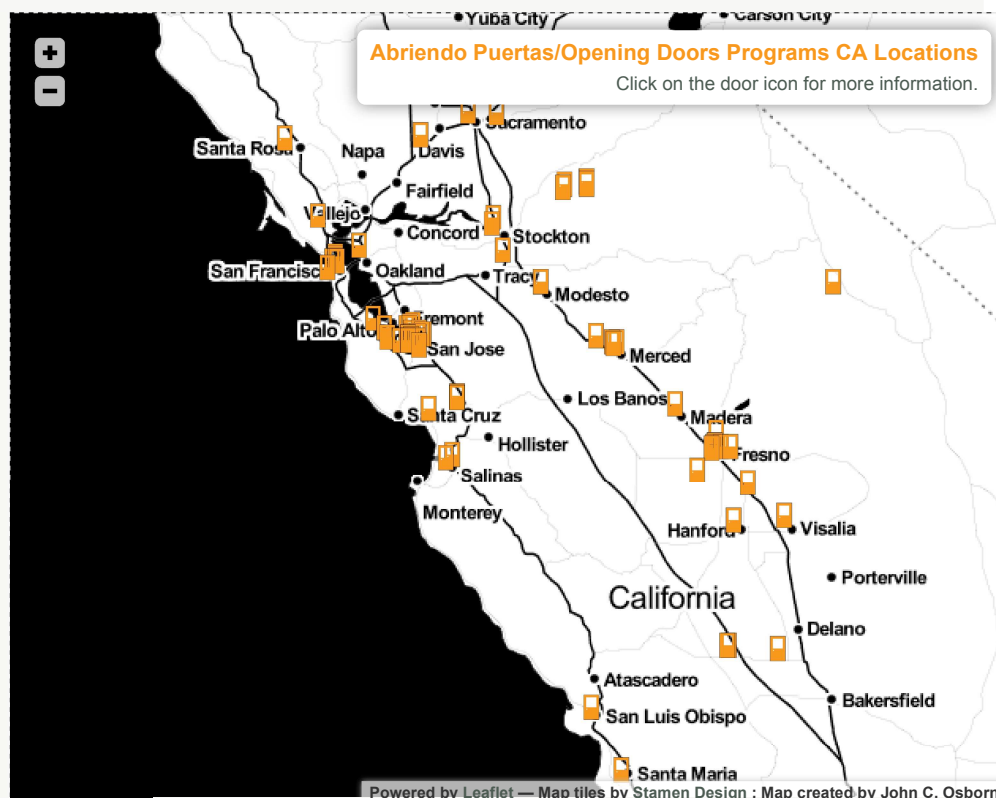 Yuba City
Carson City
+
−
Abriendo Puertas/Opening Doors Programs CA Locations
Click on the door icon for more information.
Sacramento
Santa Rosa
Napa
Davis
Fairfield
Vallejo
Concord
Stockton
San Francisc
Oakland
Tracy
Modesto
Palo Alto
Fremont
San Jose
Merced
Los Banos
Santa Cruz
Madera
Hollister
Fresno
Salinas
Monterey
Hanford
Visalia
Porterville
California
Delano
Atascadero
Bakersfield
San Luis Obispo
Santa Maria
Powered by Leaflet — Map tiles by Stamen Design ; Map created by John C. Osborn